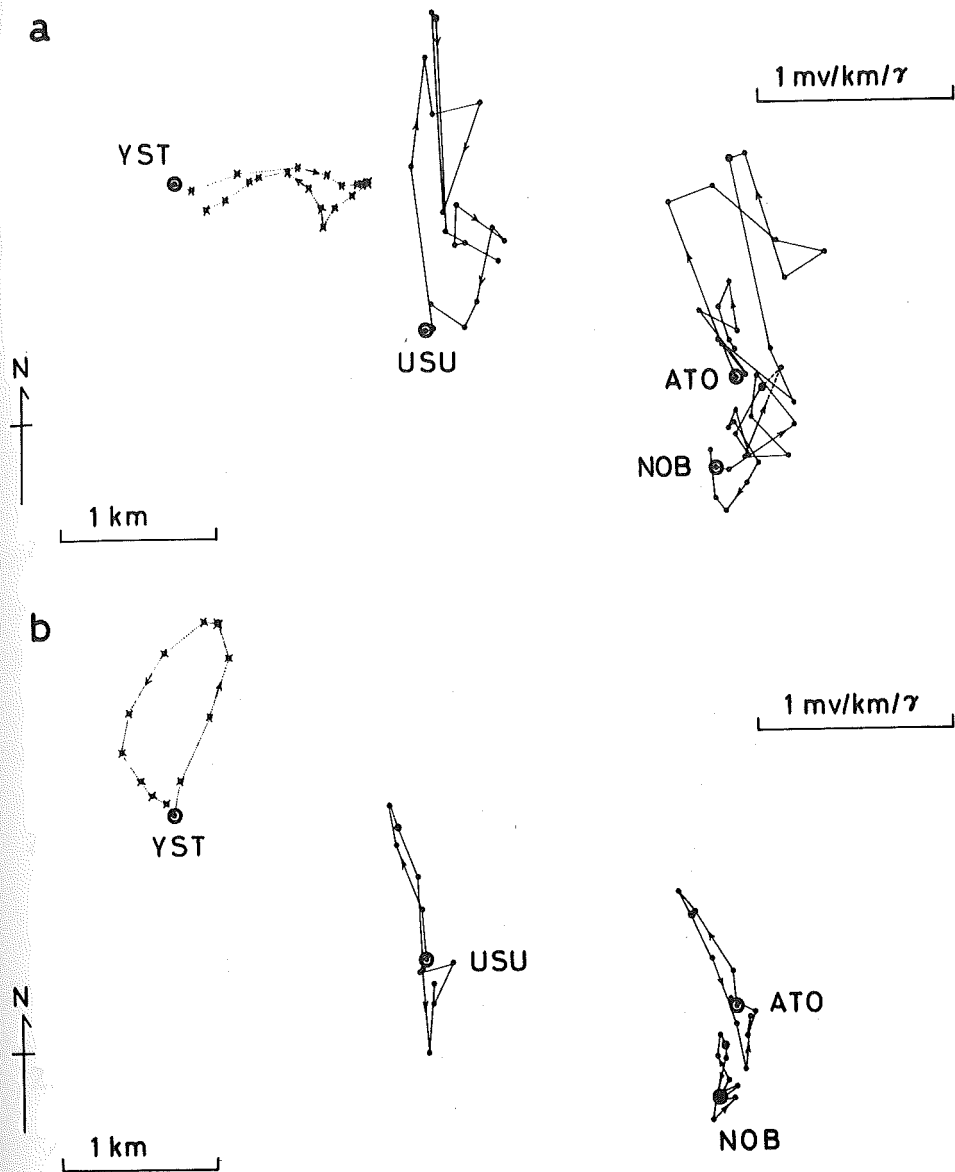 a
1 mv/km/γ
YST
USU
N
ATO
NOB
1 km
b
1 mv/km/γ
YST
USU
N
ATO
1 km
NOB